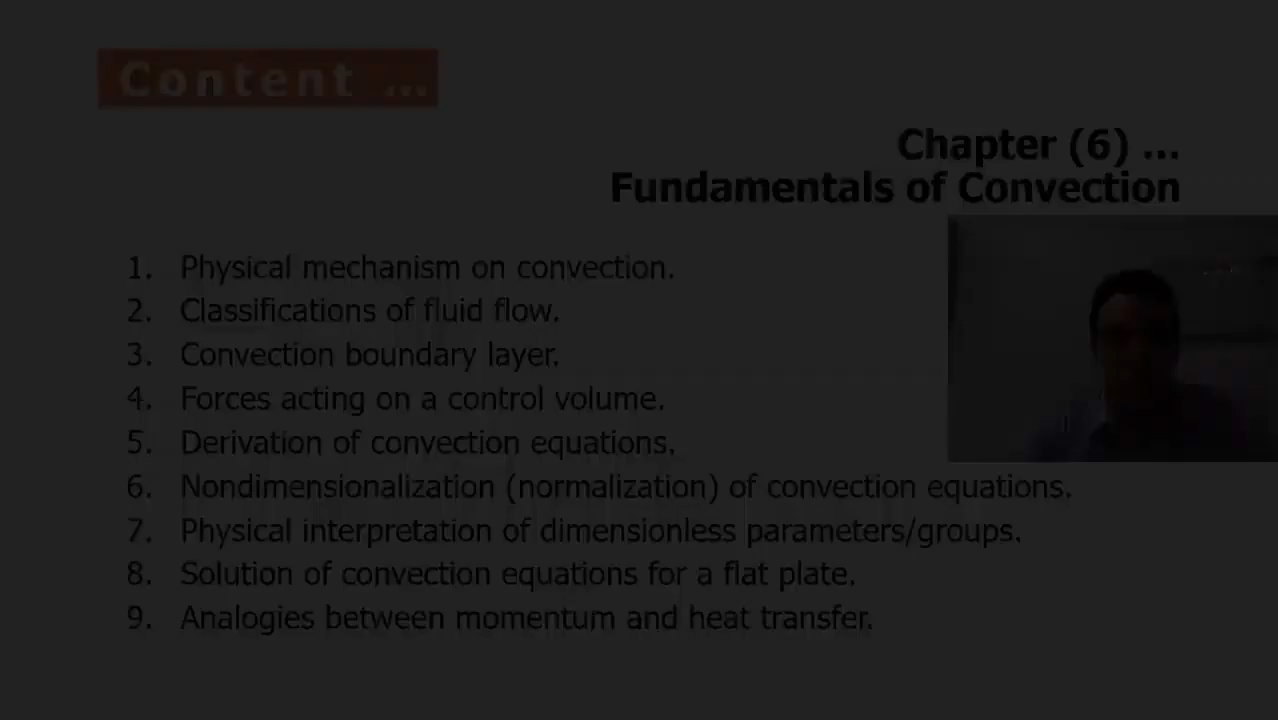 Content ...
Chapter (6) ...
Fundamentals of Convection
1. Physical mechanism on convection.
2. Classifications of fluid flow.
3. Convection boundary layer.
4. Forces acting on a control volume.
5. Derivation of convection equations.
6. Nondimensionalization (normalization) of convection equations.
7. Physical interpretation of dimensionless parameters/groups.
8. Solution of convection equations for a flat plate.
9. Analogies between momentum and heat transfer.